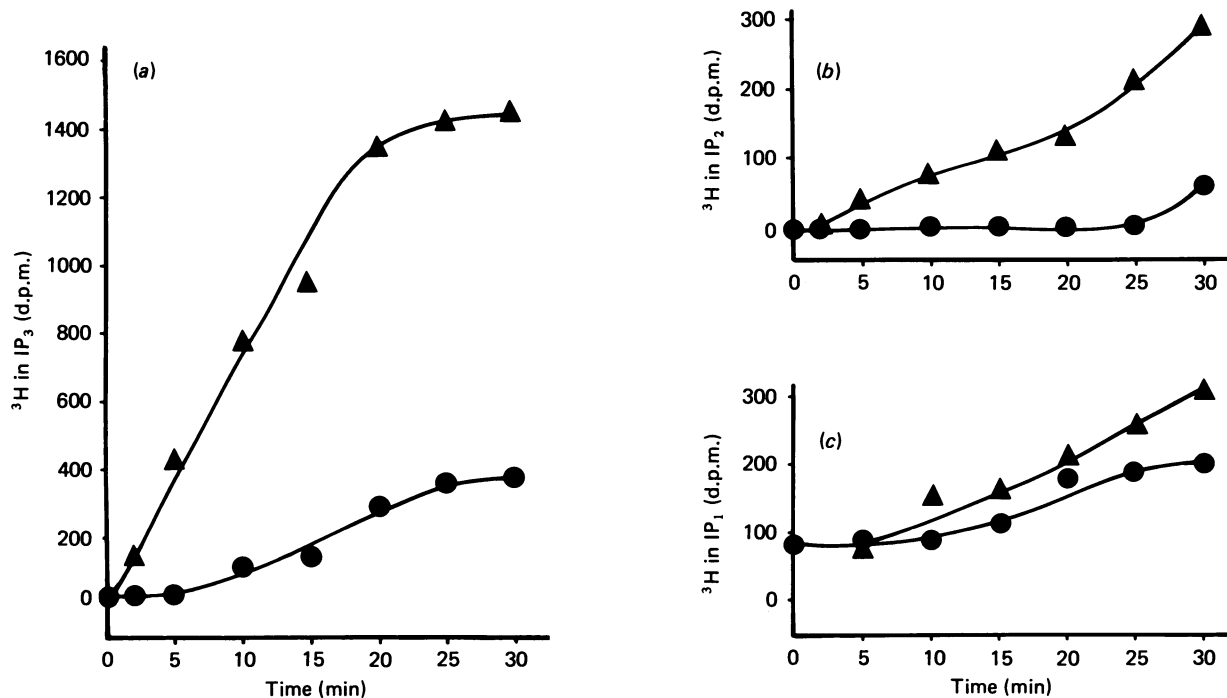 (a)
³H in IP₃ (d.p.m.)
1600
1400
1200
1000
800
600
400
200
0
0 5 10 15 20 25 30
Time (min)
(b)
³H in IP₂ (d.p.m.)
300
200
100
0
0 5 10 15 20 25 30
(c)
³H in IP₁ (d.p.m.)
300
200
100
0
0 5 10 15 20 25 30
Time (min)